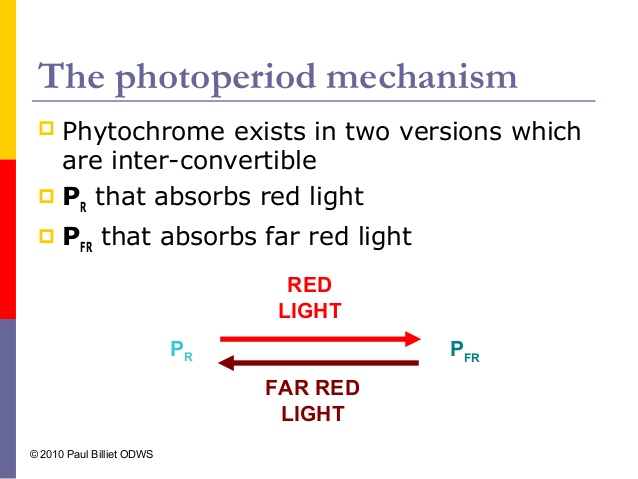 The photoperiod mechanism
Phytochrome exists in two versions which
are inter-convertible
PR that absorbs red light
PFR that absorbs far red light
RED
LIGHT
PR
PFR
FAR RED
LIGHT
© 2010 Paul Billiet ODWS